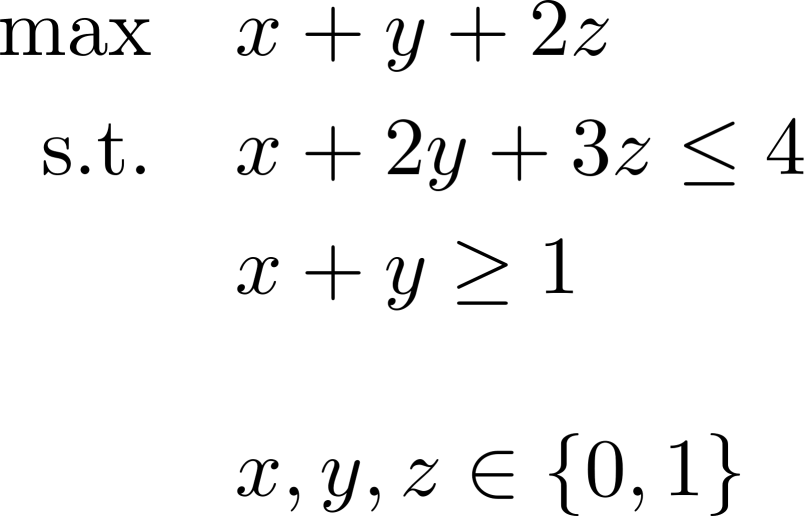 max x + y + 2z
s.t. x + 2y + 3z ≤ 4
x + y ≥ 1
x, y, z ∈ {0, 1}